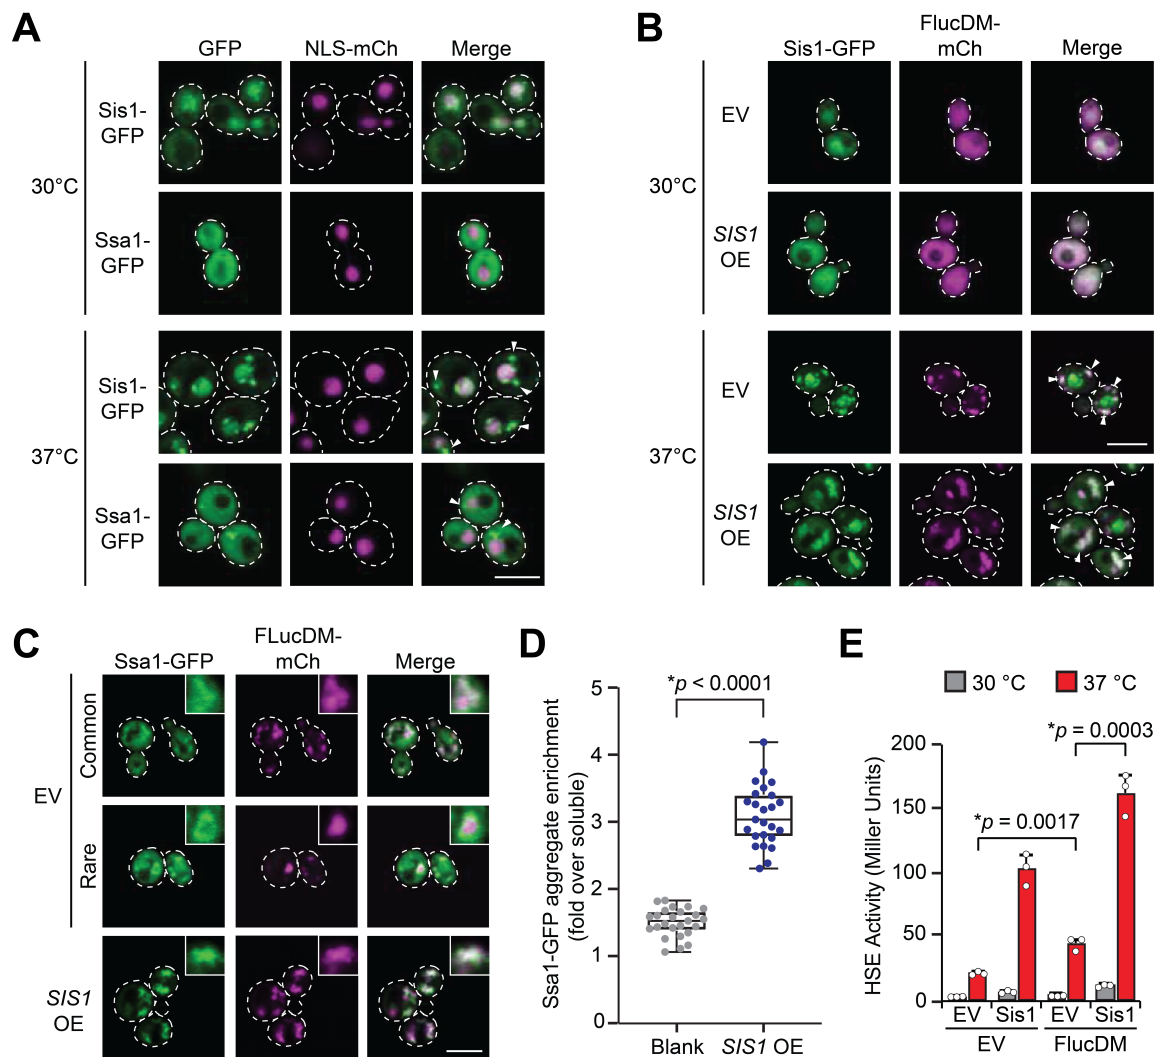 A
GFP
NLS-mCh
Merge
Sis1-
GFP
30°C
Ssa1-
GFP
Sis1-
GFP
37°C
Ssa1-
GFP
B
Sis1-GFP
FlucDM-
mCh
Merge
EV
30°C
SIS1
OE
EV
37°C
SIS1
OE
C
Ssa1-GFP
FLucDM-
mCh
Merge
Common
EV
Rare
SIS1
OE
D
Ssa1-GFP aggregate enrichment
(fold over soluble)
5
4
3
2
1
0
*p < 0.0001
Blank
SIS1 OE
E
30 °C
37 °C
HSE Activity (Miller Units)
200
150
100
50
0
*p = 0.0003
*p = 0.0017
EV Sis1 EV Sis1
EV FlucDM